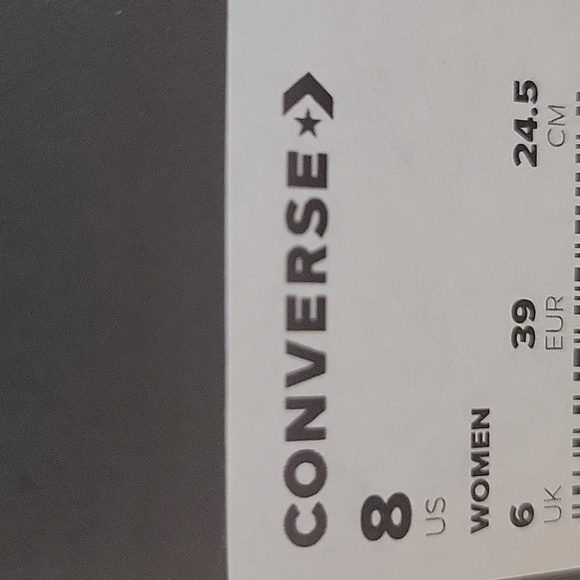 CONVERSE
8
US
WOMEN
6 39 24.5
UK EUR CM